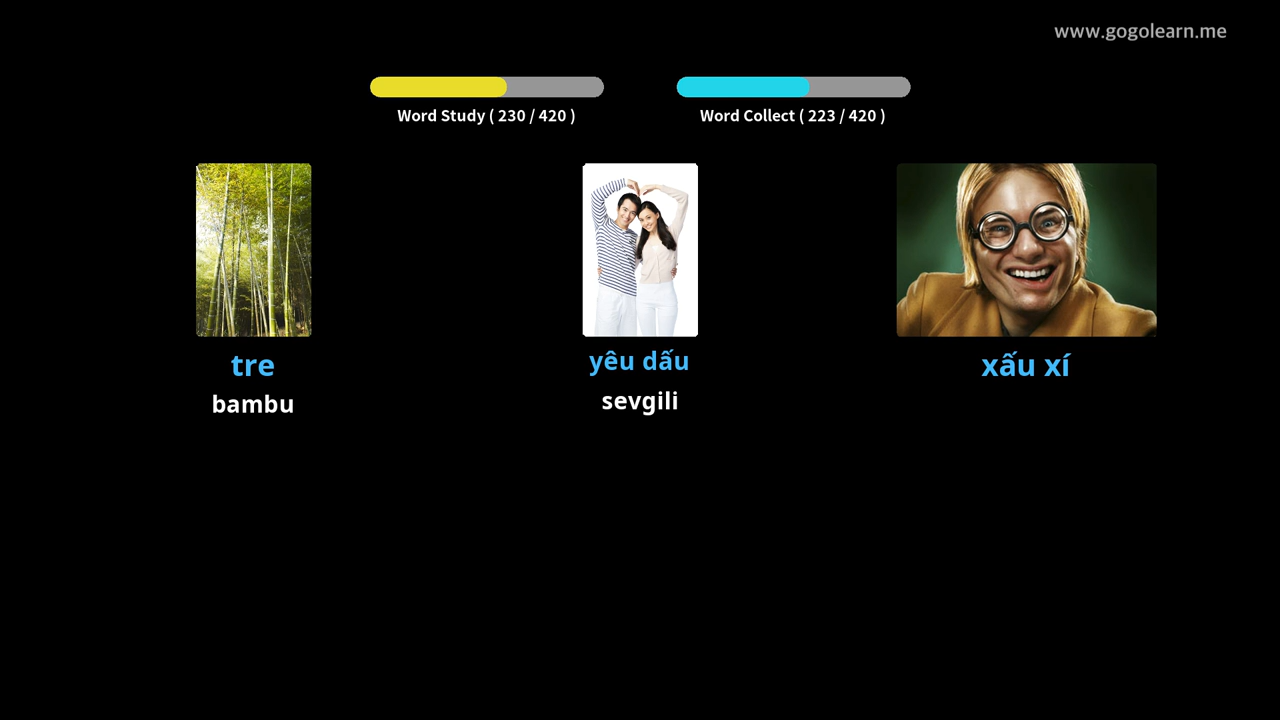 www.gogolearn.me
Word Study ( 230 / 420 )
Word Collect ( 223 / 420 )
tre
bambu
yêu dấu
sevgili
xấu xí